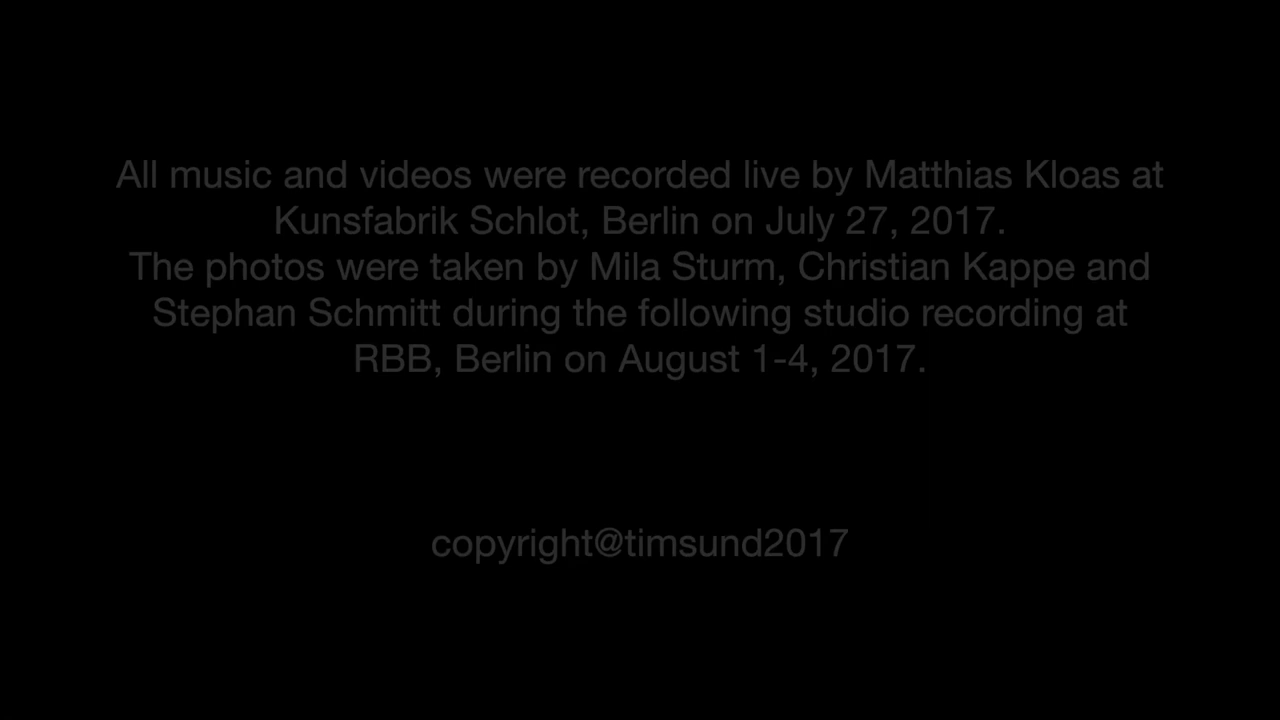 All music and videos were recorded live by Matthias Kloas at
Kunsfabrik Schlot, Berlin on July 27, 2017.
The photos were taken by Mila Sturm, Christian Kappe and
Stephan Schmitt during the following studio recording at
RBB, Berlin on August 1-4, 2017.
copyright@timsund2017